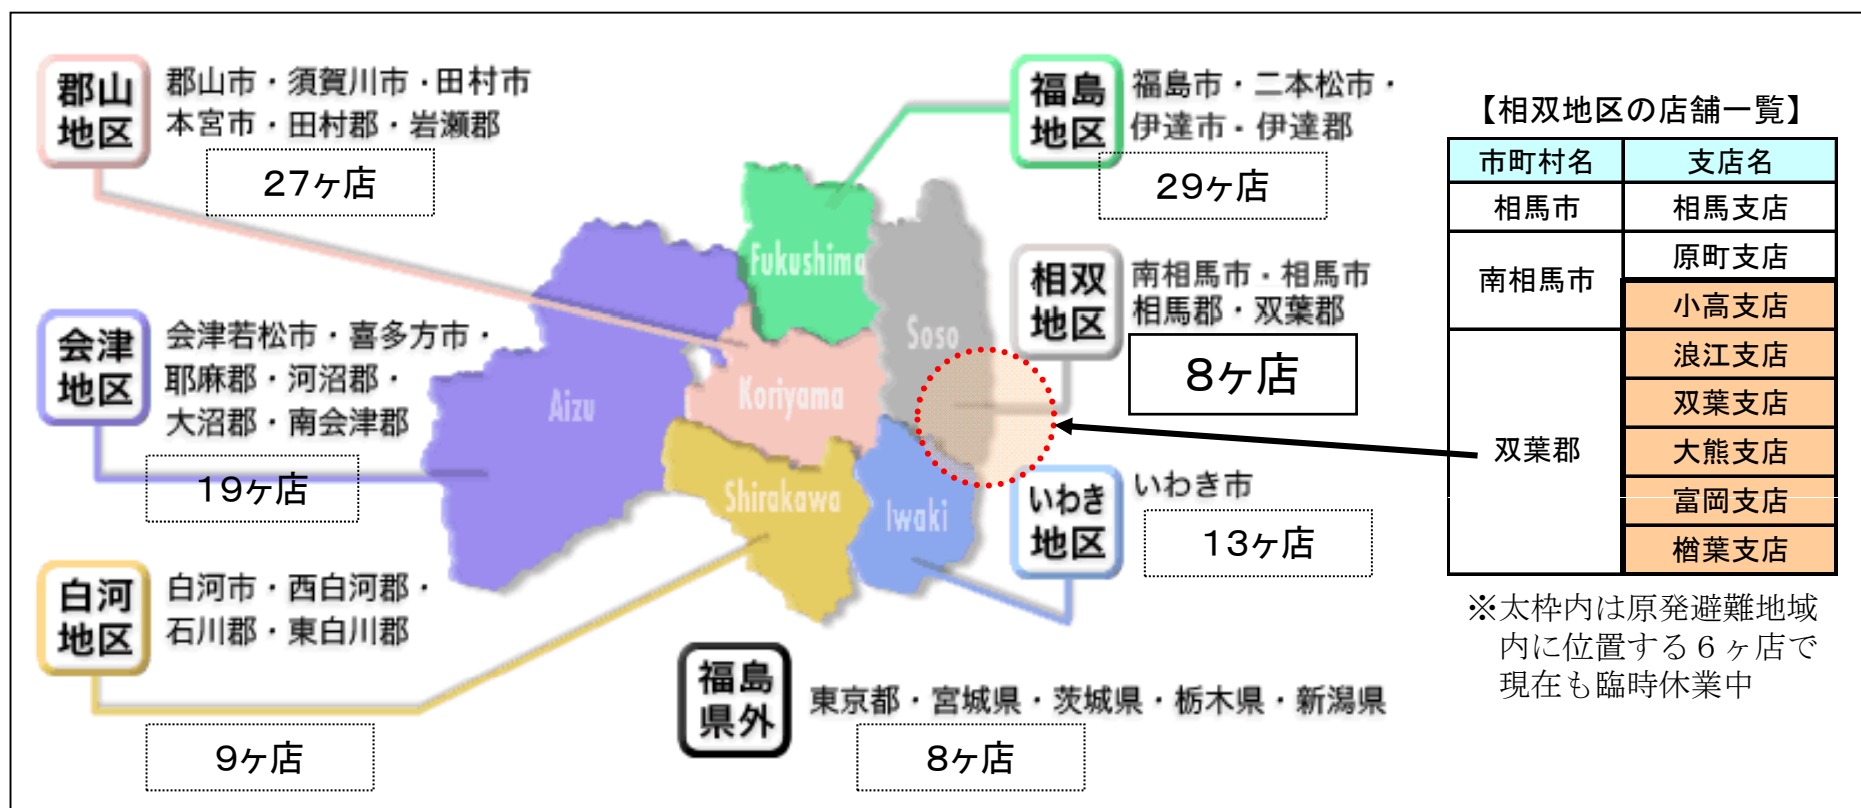 郡山
地区
郡山市・須賀川市・田村市
本宮市・田村郡・岩瀬郡
27ヶ店
福島
地区
福島市・二本松市・
伊達市・伊達郡
29ヶ店
会津
地区
会津若松市・喜多方市・
耶麻郡・河沼郡・
大沼郡・南会津郡
19ヶ店
相双
地区
南相馬市・相馬市
相馬郡・双葉郡
8ヶ店
白河
地区
白河市・西白河郡・
石川郡・東白川郡
9ヶ店
いわき
地区
いわき市
13ヶ店
福島
県外
東京都・宮城県・茨城県・栃木県・新潟県
8ヶ店
Fukushima
Soso
Aizu
Koriyama
Shirakawa
Iwaki
【相双地区の店舗一覧】
市町村名 支店名
相馬市 相馬支店
南相馬市 原町支店
小高支店
双葉郡 浪江支店
双葉支店
大熊支店
富岡支店
楢葉支店
※太枠内は原発避難地域
内に位置する6ヶ店で
現在も臨時休業中